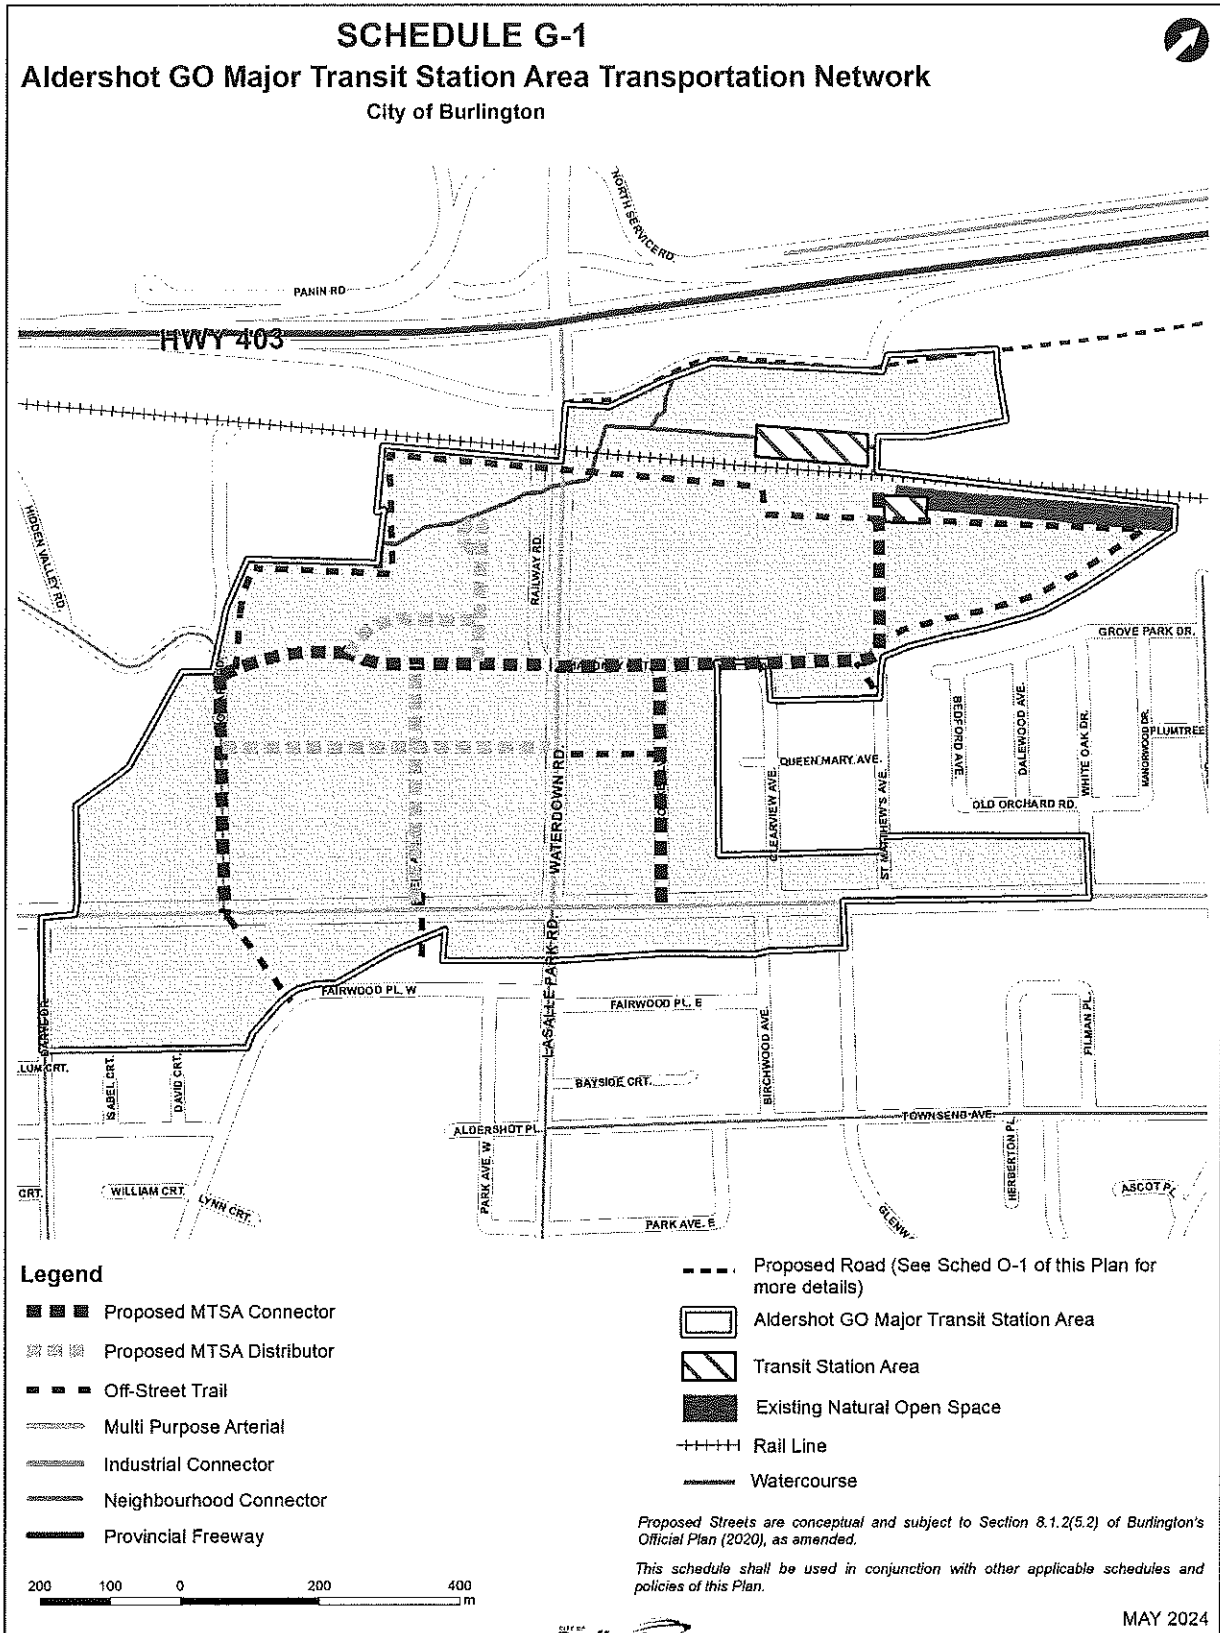 SCHEDULE G-1
Aldershot GO Major Transit Station Area Transportation Network
City of Burlington
NORTH SERVICE RD.
PANIN RD
HWY 403
HIDDEN VALLEY RD.
RAILWAY RD.
GROVE PARK DR.
BEDFORD AVE.
DALEWOOD AVE.
WHITE OAK DR.
MANORWOOD DR.
PLUMTREE
QUEEN MARY AVE.
CLEARVIEW AVE.
ST MATTHEW'S AVE.
OLD ORCHARD RD.
WATERDOWN RD.
LASALLE PARK RD.
FAIRWOOD PL. W
FAIRWOOD PL. E
BIRCHWOOD AVE.
FILMAN PL.
DARYL DR.
LUM CRT.
ISABEL CRT.
DAVID CRT.
BAYSIDE CRT.
TOWNSEND AVE.
ALDERSHOT PL.
PARK AVE. W
HERBERTON PL.
CRT.
WILLIAM CRT.
LYNN CRT.
PARK AVE. E
GLENW
ASCOT PL
Legend
Proposed MTSA Connector
Proposed MTSA Distributor
Off-Street Trail
Multi Purpose Arterial
Industrial Connector
Neighbourhood Connector
Provincial Freeway
Proposed Road (See Sched O-1 of this Plan for
more details)
Aldershot GO Major Transit Station Area
Transit Station Area
Existing Natural Open Space
Rail Line
Watercourse
Proposed Streets are conceptual and subject to Section 8.1.2(5.2) of Burlington's
Official Plan (2020), as amended.
This schedule shall be used in conjunction with other applicable schedules and
policies of this Plan.
200 100 0 200 400
m
CITY OF
MAY 2024